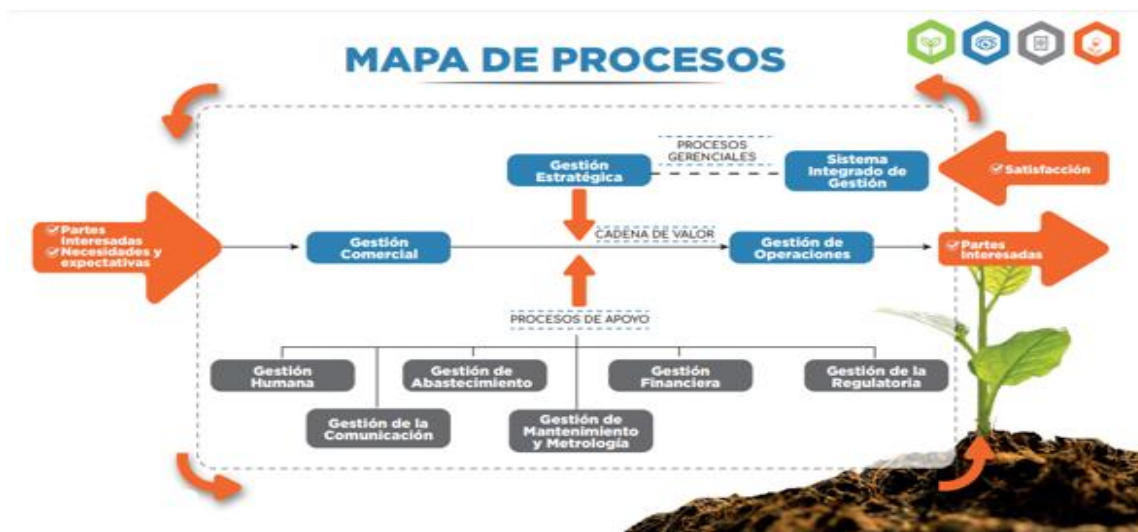 MAPA DE PROCESOS
PROCESOS
GERENCIALES
Gestión
Estratégica
Sistema
Integrado de
Gestión
Satisfacción
Partes
Interesadas
Necesidades y
expectativas
Gestión
Comercial
CADENA DE VALOR
Gestión de
Operaciones
Partes
Interesadas
PROCESOS DE APOYO
Gestión
Humana
Gestión de
Abastecimiento
Gestión
Financiera
Gestión de la
Regulatoria
Gestión de la
Comunicación
Gestión de
Mantenimiento
y Metrología